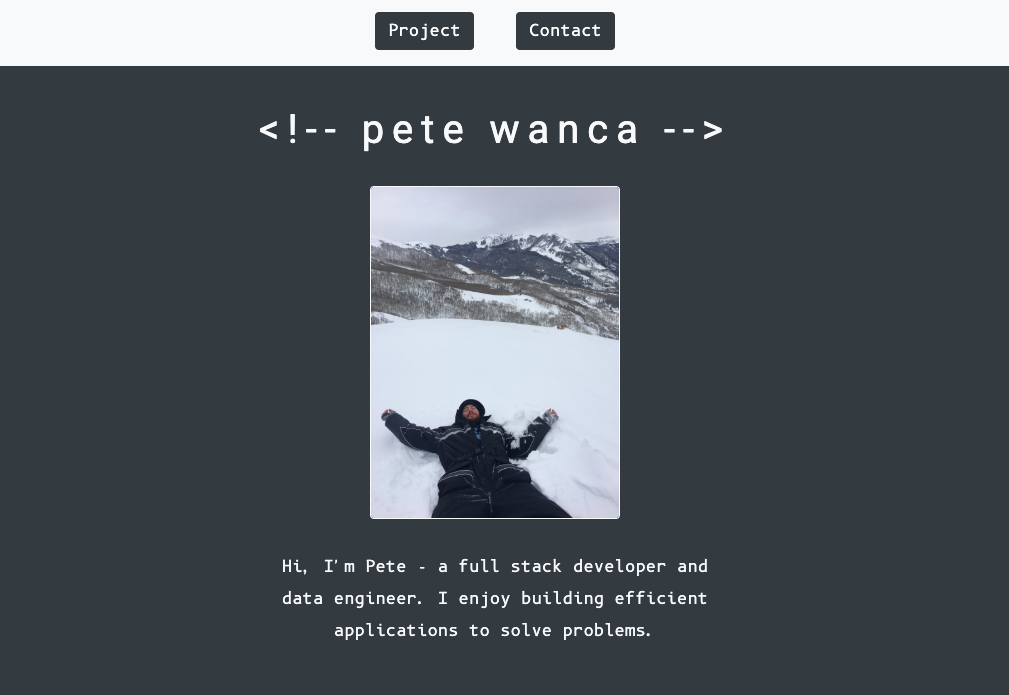 Project Contact
<!-- pete wanca -->
Hi, I'm Pete - a full stack developer and
data engineer. I enjoy building efficient
applications to solve problems.